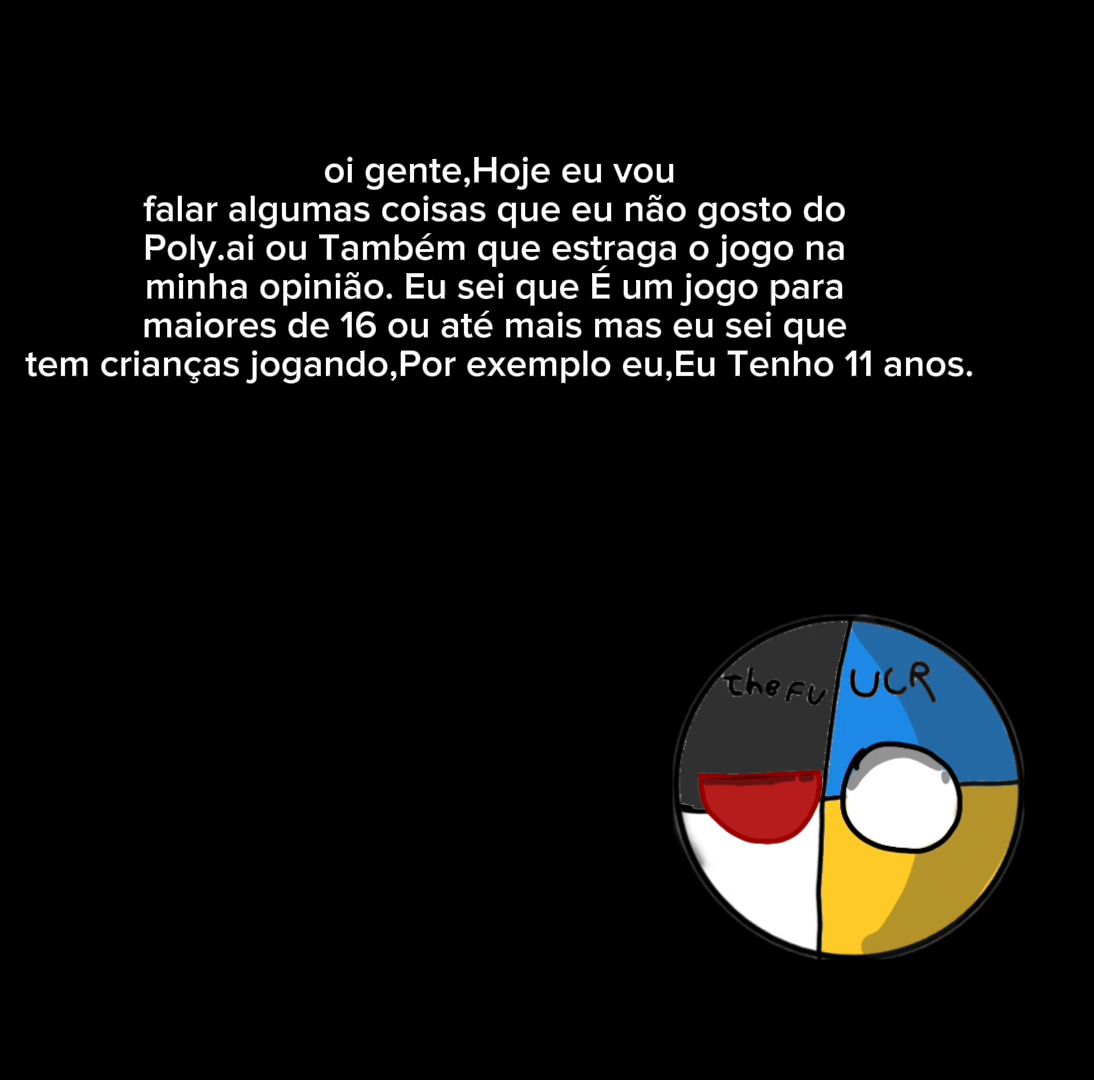 oi gente,Hoje eu vou
falar algumas coisas que eu não gosto do
Poly.ai ou Também que estraga o jogo na
minha opinião. Eu sei que É um jogo para
maiores de 16 ou até mais mas eu sei que
tem crianças jogando,Por exemplo eu,Eu Tenho 11 anos.
the FU UCR